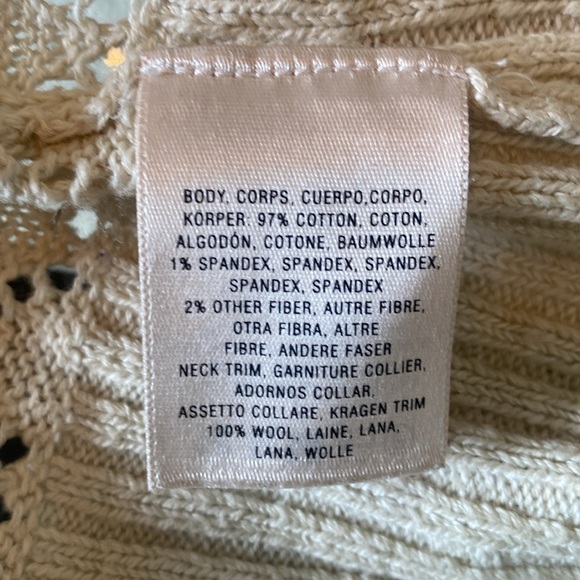 BODY, CORPS, CUERPO,CORPO,
KÖRPER: 97% COTTON, COTON,
ALGODÓN, COTONE, BAUMWOLLE
1% SPANDEX, SPANDEX, SPANDEX,
SPANDEX, SPANDEX
2% OTHER FIBER, AUTRE FIBRE,
OTRA FIBRA, ALTRE
FIBRE, ANDERE FASER
NECK TRIM, GARNITURE COLLIER,
ADORNOS COLLAR,
ASSETTO COLLARE, KRAGEN TRIM
100% WOOL, LAINE, LANA,
LANA, WOLLE